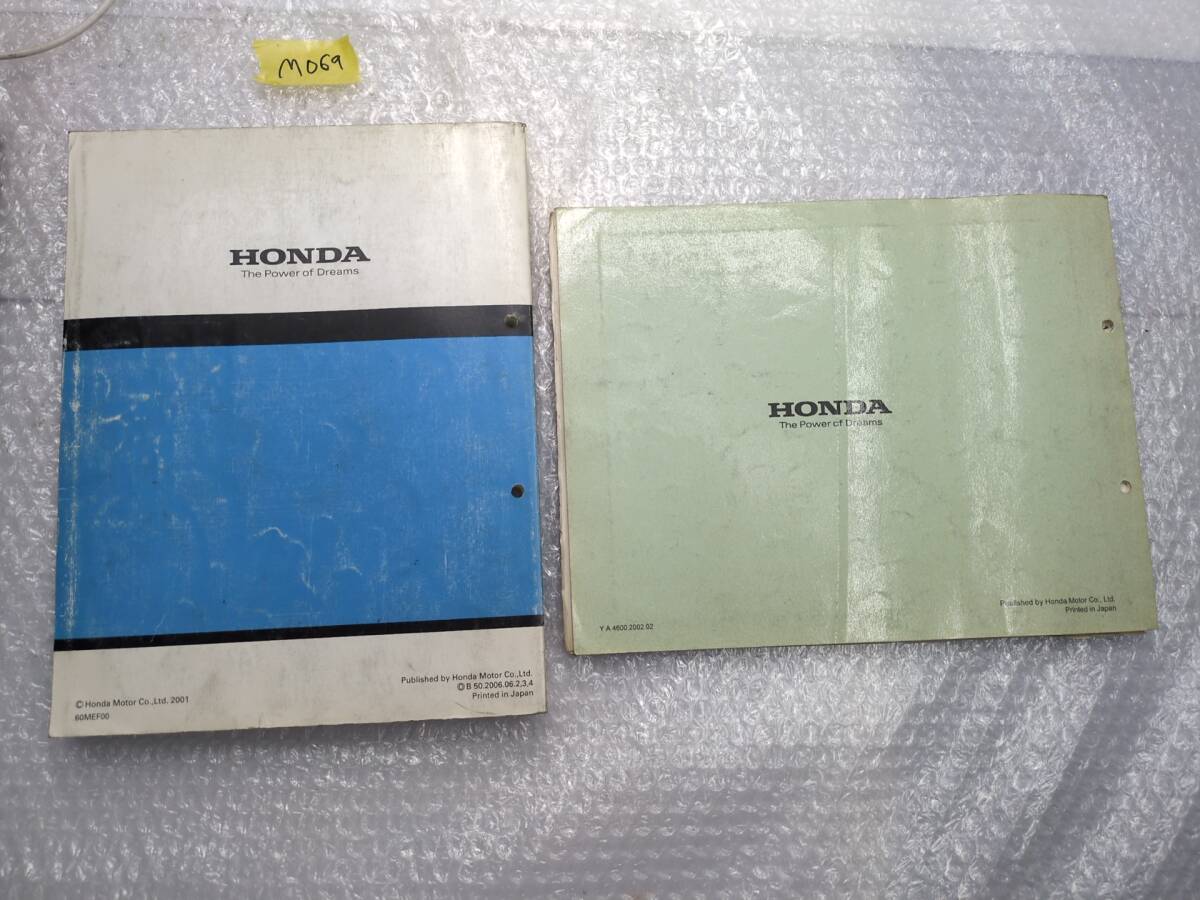 M069
HONDA
The Power of Dreams
© Honda Motor Co.,Ltd. 2001
60MEF00
Published by Honda Motor Co.,Ltd.
© B 50.2006.06.2,3,4
Printed in Japan
HONDA
The Power of Dreams
Y A 4600.2002.02
Published by Honda Motor Co., Ltd.
Printed in Japan